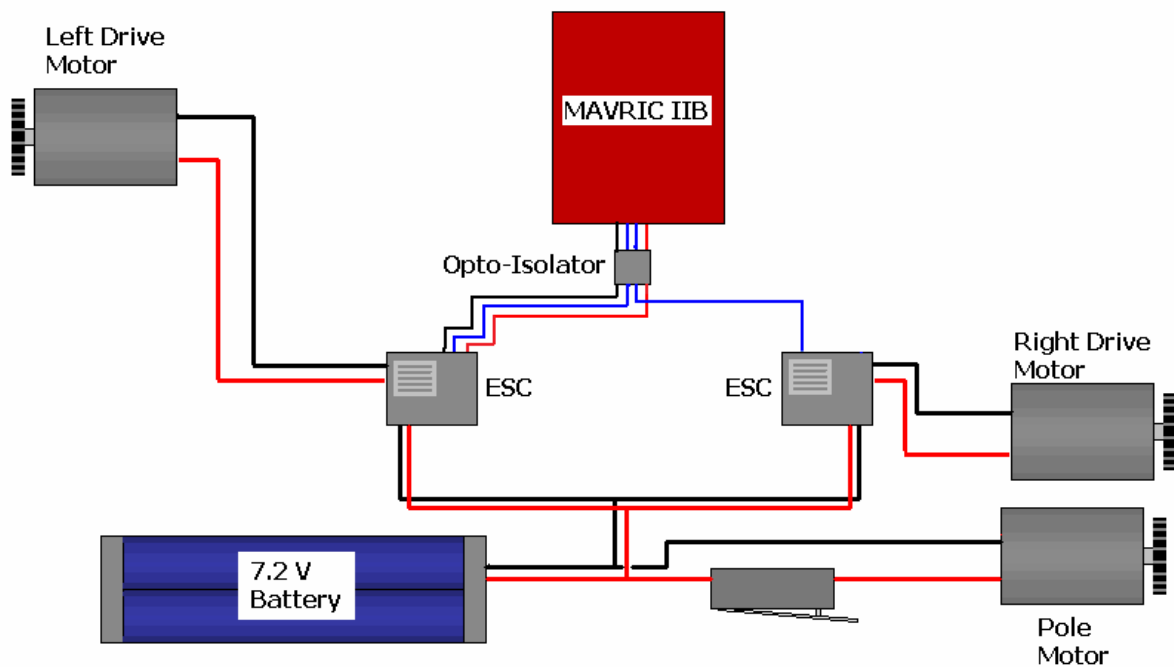 Left Drive
Motor
MAVRIC IIB
Opto-Isolator
ESC
ESC
Right Drive
Motor
7.2 V
Battery
Pole
Motor